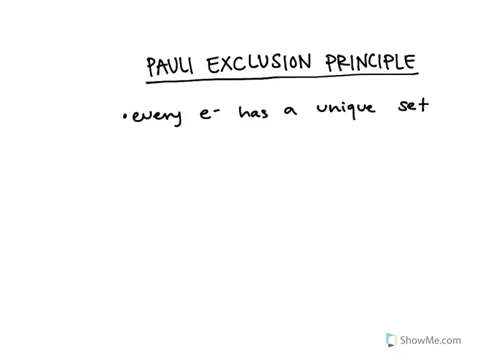 PAULI EXCLUSION PRINCIPLE
• every e- has a unique set
ShowMe.com